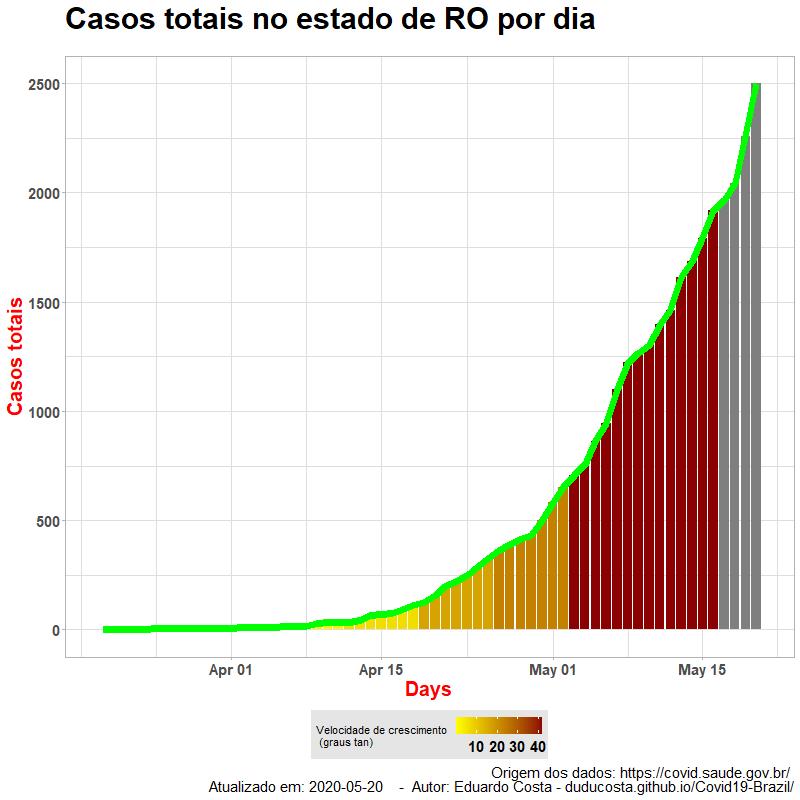 Casos totais no estado de RO por dia
Casos totais
2500
2000
1500
1000
500
0
Apr 01
Apr 15
May 01
May 15
Days
Velocidade de crescimento
(graus tan)
10 20 30 40
Origem dos dados: https://covid.saude.gov.br/
Atualizado em: 2020-05-20 - Autor: Eduardo Costa - duducosta.github.io/Covid19-Brazil/